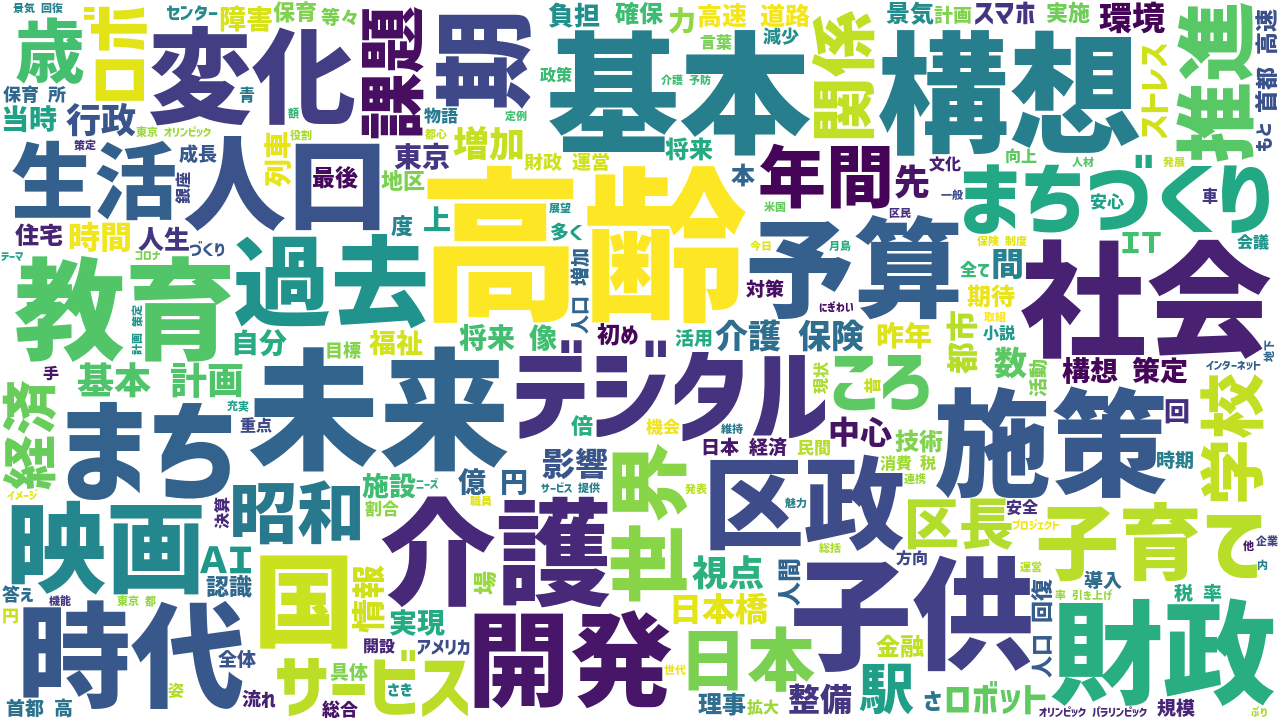 景気 回復
センター
障害
保育
等々
負担
確保
力
高速 道路
景気
計画
スマホ
実施
環境
推進
首都 高速
歳
ロボ
変化
課題
期
基本
言葉
減少
関係
構想
ストレス
政策
介護 予防
保育 所
青
額
物語
定例
当時
行政
東京 オリンピック
役割
都心
もと
策定
成長
列車
東京
増加
財政 運営
将来
本
年間
先
文化
向上
人材
発展
生活
人口
銀座
最後
地区
高齢
展望
米国
一般
まちづくり
安心
車
住宅
時間
人生
づくり
度
上
多く
区民
テーマ
コロナ
今日
月島
保険 制度
IT
会議
教育
過去
人口 増加
対策
予算
全て
間
社会
にぎわい
期待
計画 策定
自分
目標
福祉
将来 像
初め
活用
介護 保険
昨年
都市
取組
小説
地下
手
基本 計画
未来
デジタル
現状
昔
ころ
数
活動
構想 策定
インターネット
経済
まち
充実
重点
倍
機会
維持
日本 経済
民間
中心
技術
施策
回
学校
イメージ
決算
昭和
施設
ニーズ
億
円
影響
サービス 提供
世界
発表
区政
消費 税
連携
時期
映画
割合
職員
魅力
区長
安全
プロジェクト
子育て
他
企業
内
AI
認識
介護
総括
方向
答え
円
機能
東京 都
国
情報
場
視点
人間
運営
導入
率 引き上げ
税 率
時代
実現
開発
日本橋
子供
人口 回復
財政
全体
開設
アメリカ
世代
日本
金融
首都 高
姿
流れ
サービス
具体
さき
総合
理事
拡大
整備
駅
さ
ロボット
オリンピック パラリンピック
規模
ぶり